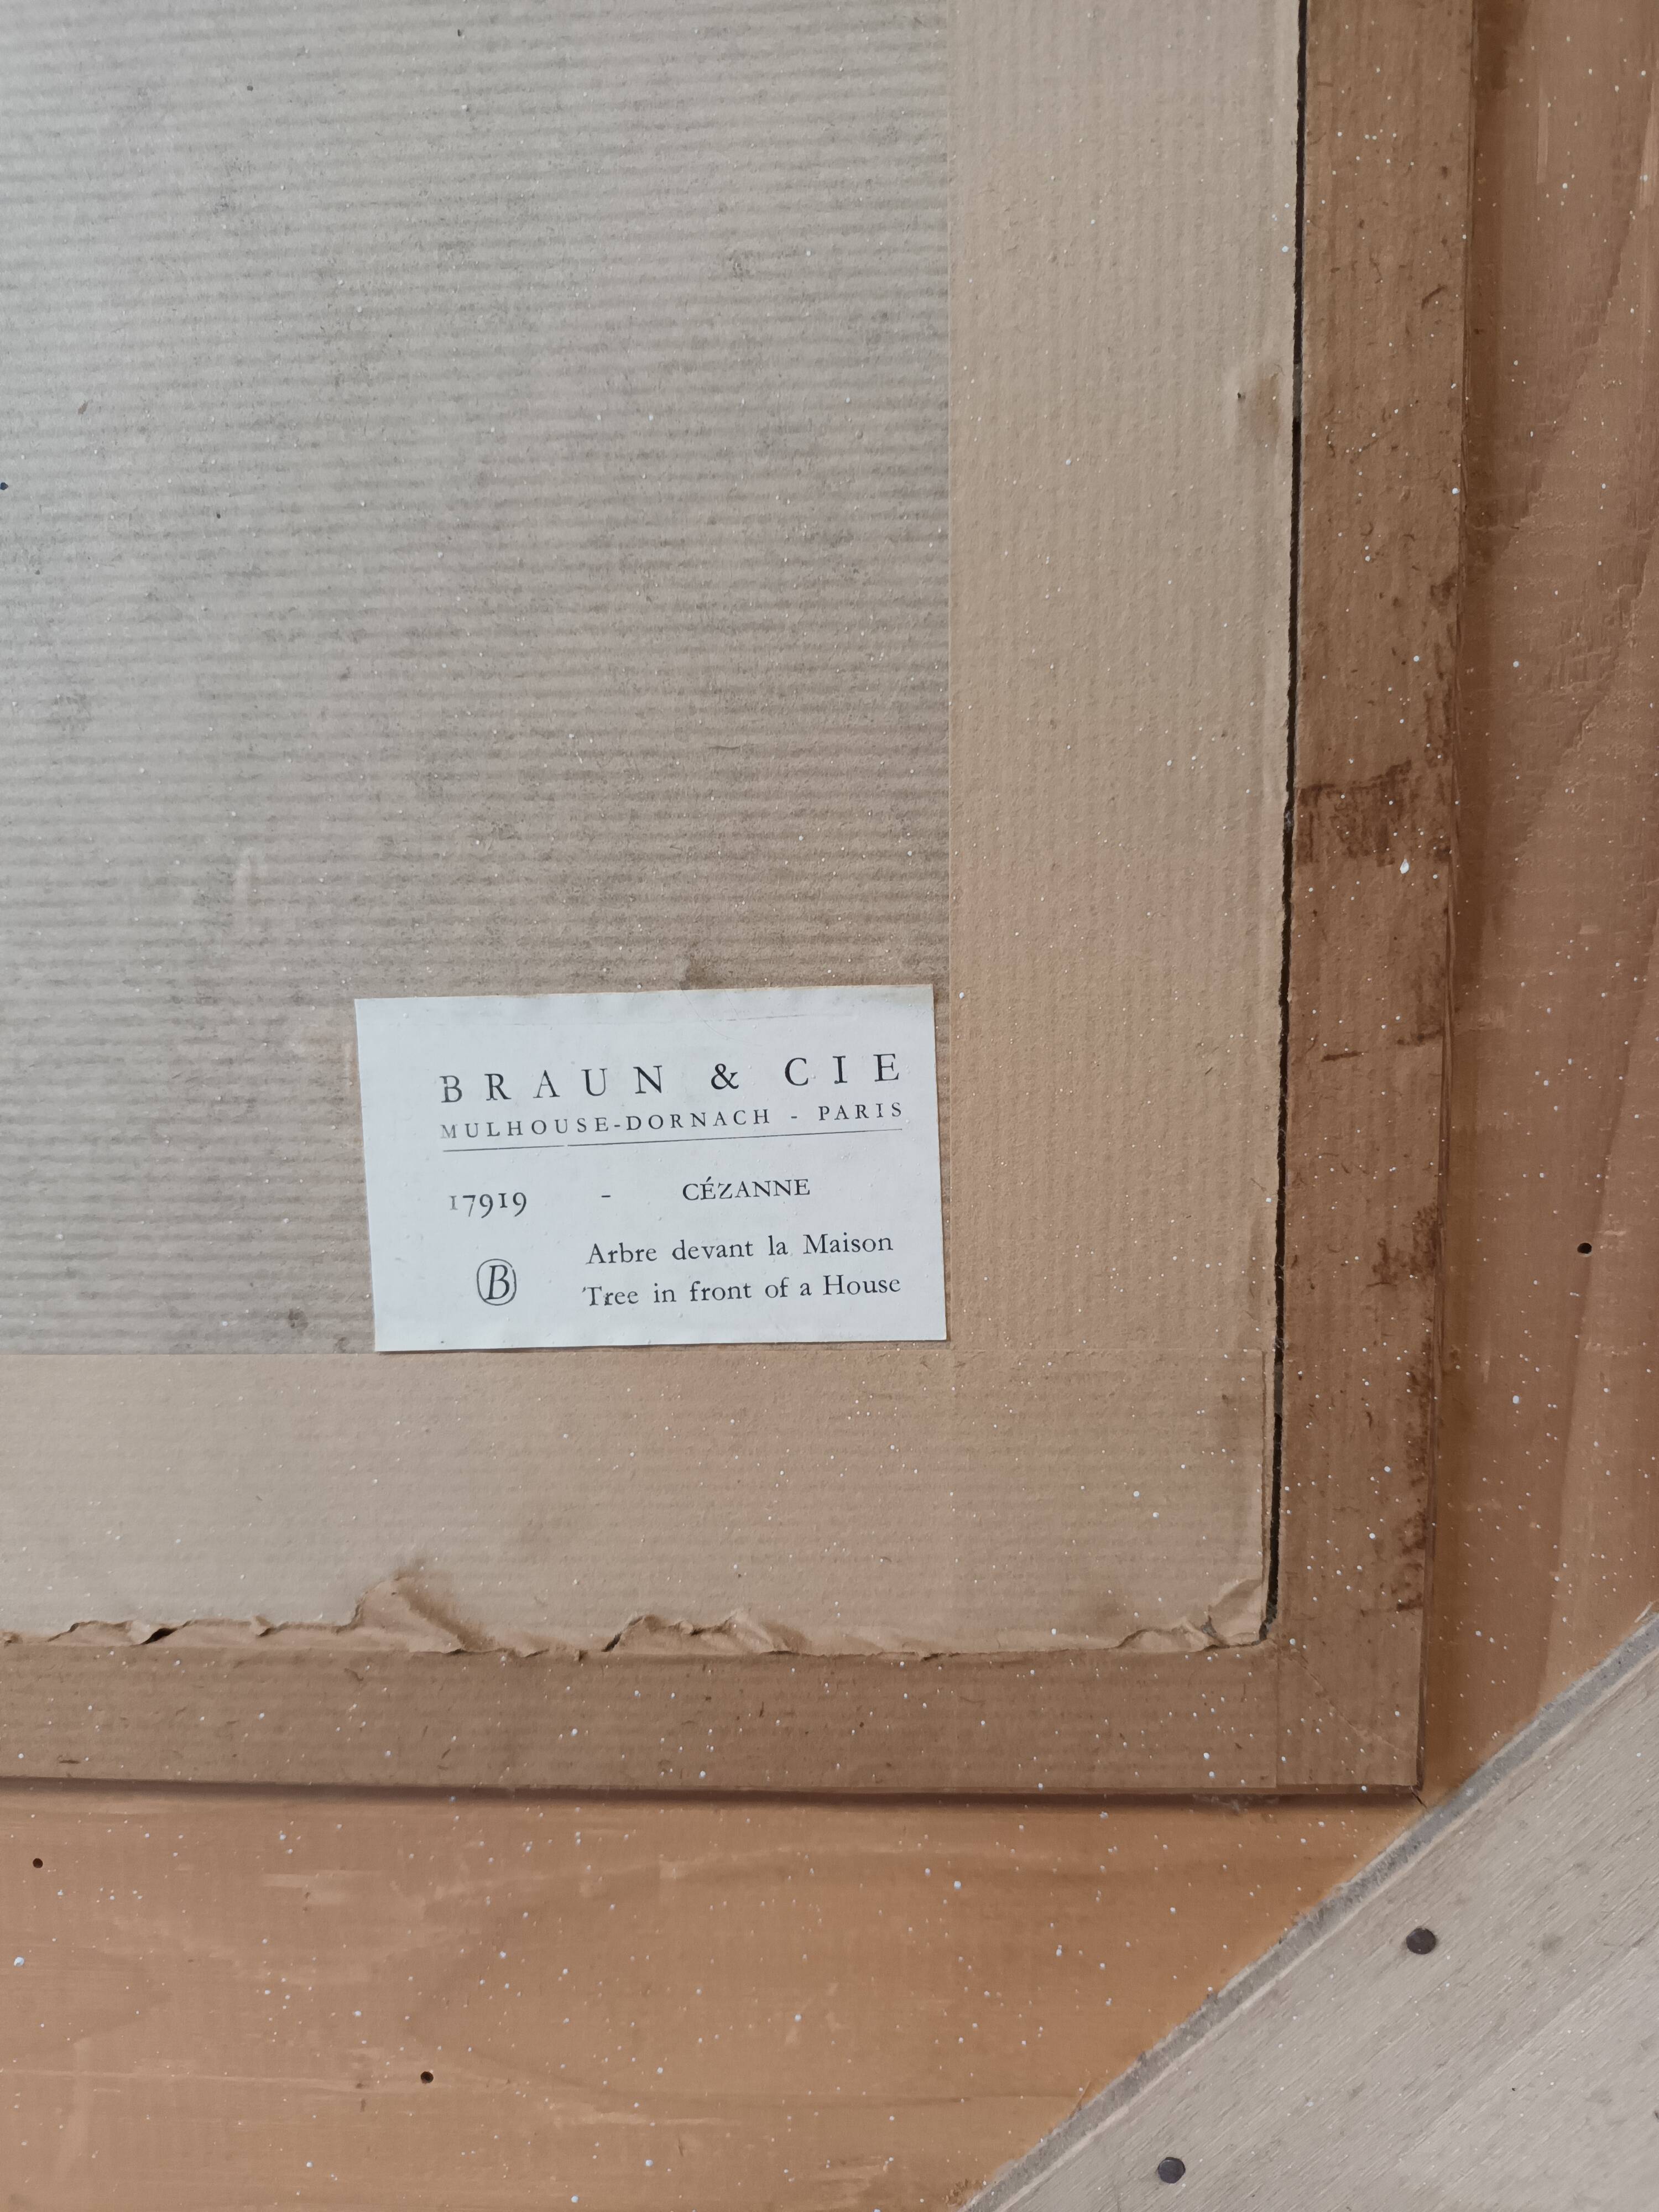 BRAUN & CIE
MULHOUSE-DORNACH - PARIS
17919 - CÉZANNE
Arbre devant la Maison
B Tree in front of a House